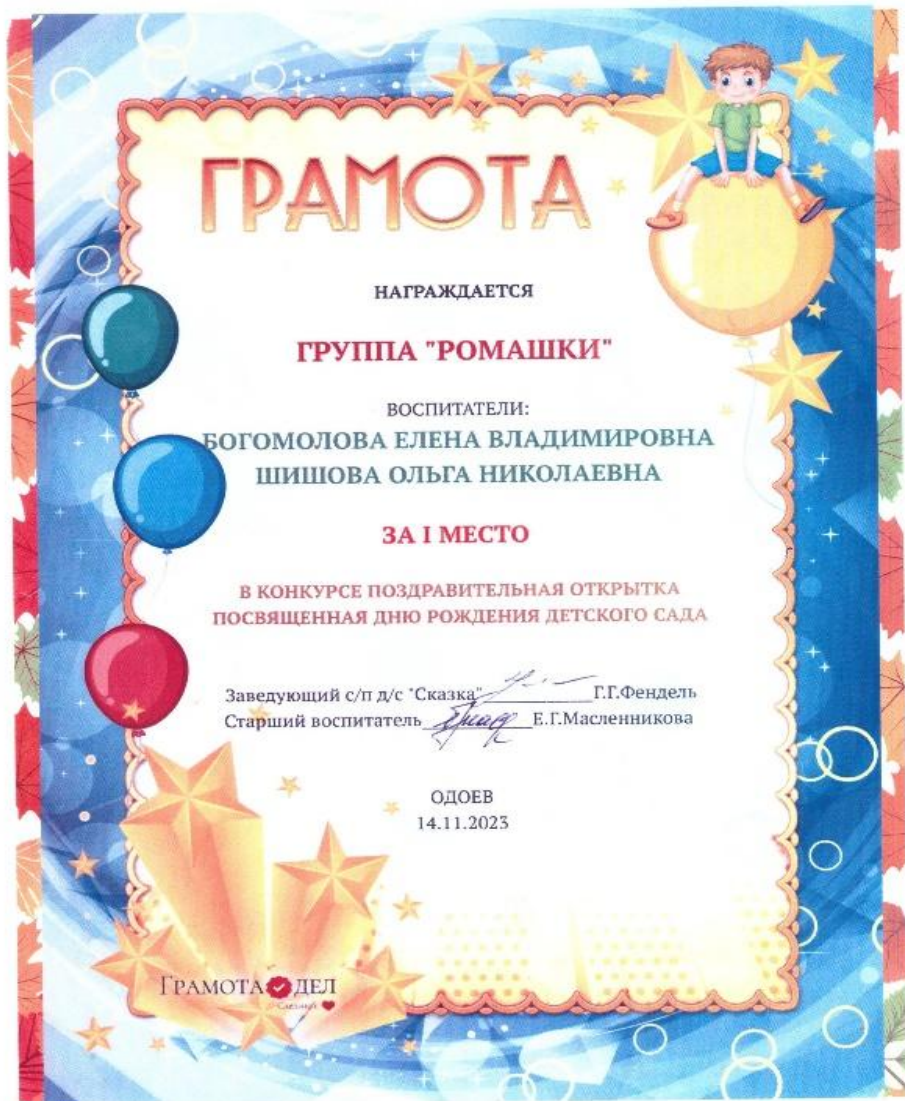 ГРАМОТА
НАГРАЖДАЕТСЯ
ГРУППА "РОМАШКИ"
ВОСПИТАТЕЛИ:
БОГОМОЛОВА ЕЛЕНА ВЛАДИМИРОВНА
ШИШОВА ОЛЬГА НИКОЛАЕВНА
ЗА I МЕСТО
В КОНКУРСЕ ПОЗДРАВИТЕЛЬНАЯ ОТКРЫТКА
ПОСВЯЩЕННАЯ ДНЮ РОЖДЕНИЯ ДЕТСКОГО САДА
Заведующий с/п д/с "Сказка" Г.Г.Фендель
Старший воспитатель Е.Г.Масленникова
ОДОЕВ
14.11.2023
ГРАМОТА ДЕЛ